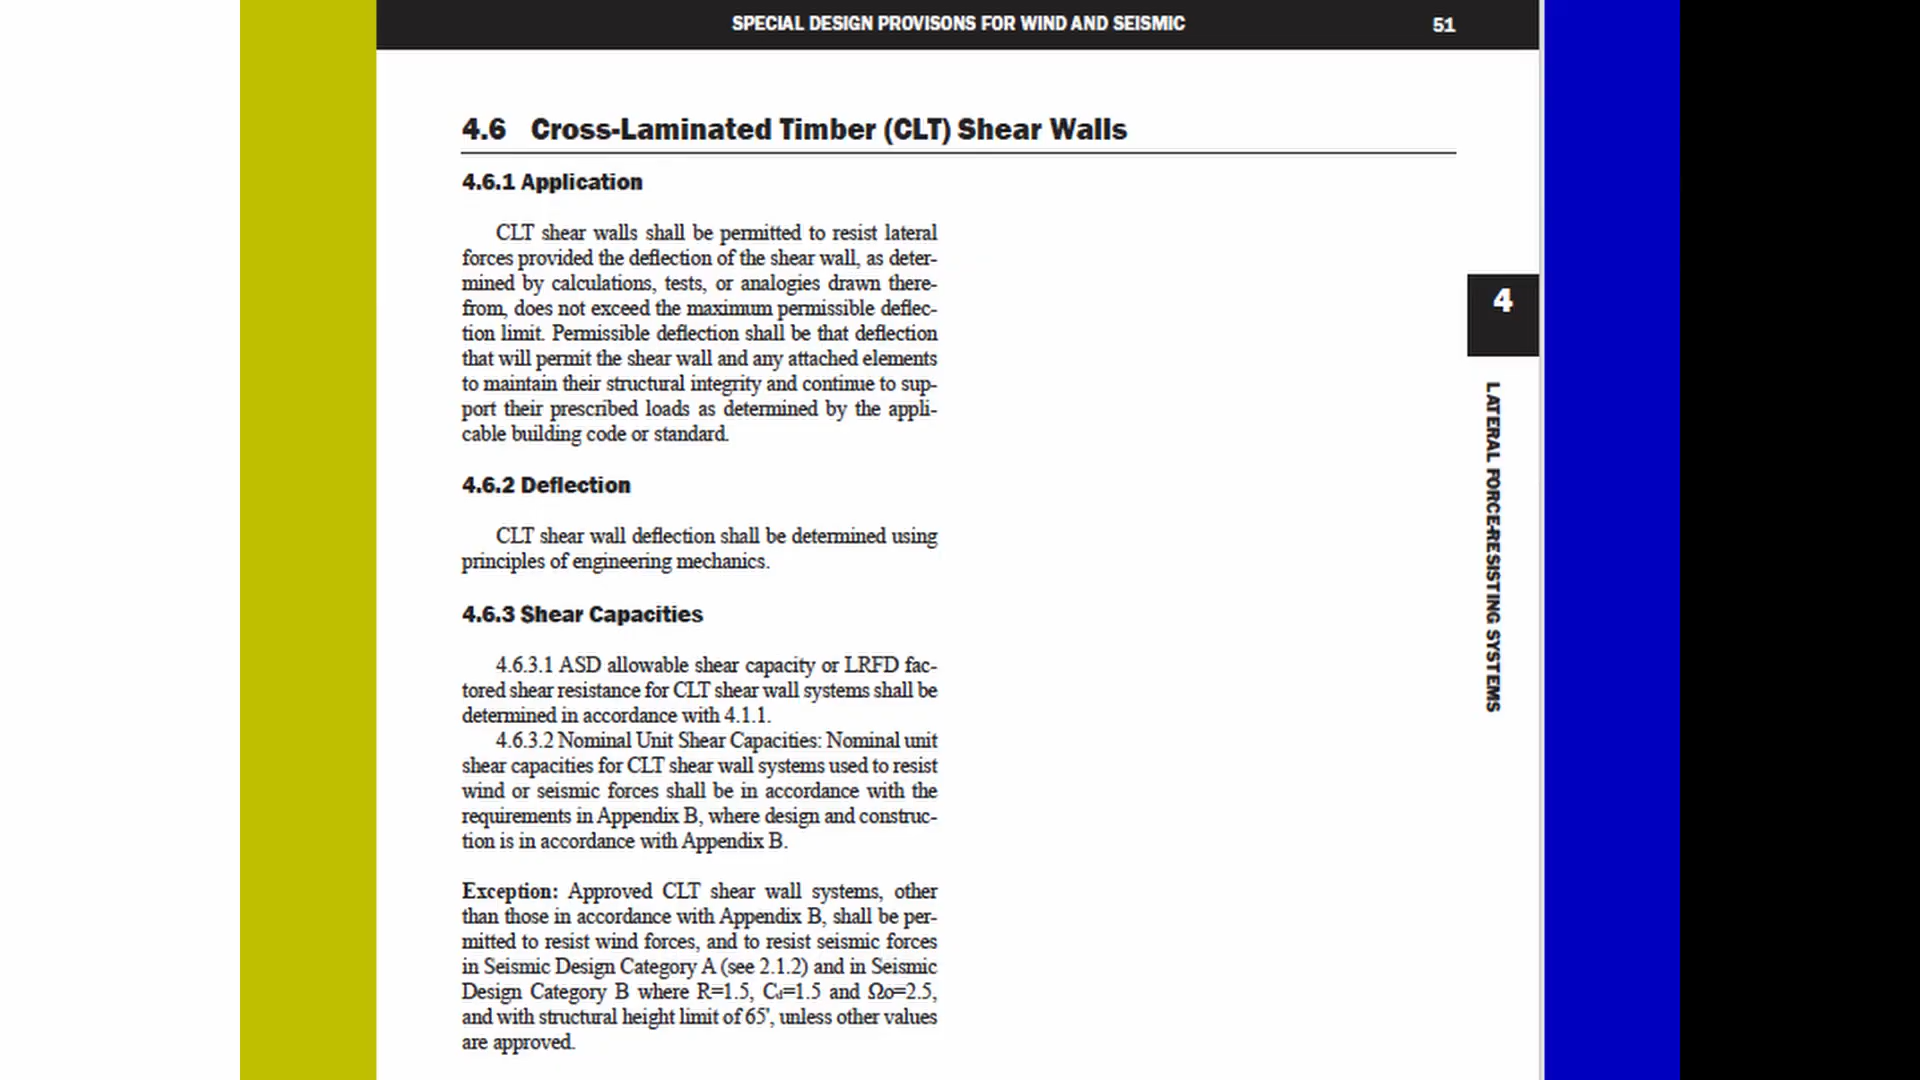 SPECIAL DESIGN PROVISONS FOR WIND AND SEISMIC
51
4.6 Cross-Laminated Timber (CLT) Shear Walls
4.6.1 Application
CLT shear walls shall be permitted to resist lateral
forces provided the deflection of the shear wall, as deter-
mined by calculations, tests, or analogies drawn there-
from, does not exceed the maximum permissible deflec-
tion limit. Permissible deflection shall be that deflection
that will permit the shear wall and any attached elements
to maintain their structural integrity and continue to sup-
port their prescribed loads as determined by the appli-
cable building code or standard.
4.6.2 Deflection
CLT shear wall deflection shall be determined using
principles of engineering mechanics.
4.6.3 Shear Capacities
4.6.3.1 ASD allowable shear capacity or LRFD fac-
tored shear resistance for CLT shear wall systems shall be
determined in accordance with 4.1.1.
4.6.3.2 Nominal Unit Shear Capacities: Nominal unit
shear capacities for CLT shear wall systems used to resist
wind or seismic forces shall be in accordance with the
requirements in Appendix B, where design and construc-
tion is in accordance with Appendix B.
Exception: Approved CLT shear wall systems, other
than those in accordance with Appendix B, shall be per-
mitted to resist wind forces, and to resist seismic forces
in Seismic Design Category A (see 2.1.2) and in Seismic
Design Category B where R=1.5, Cd=1.5 and Ωo=2.5,
and with structural height limit of 65', unless other values
are approved.
4
LATERAL FORCE-RESISTING SYSTEMS